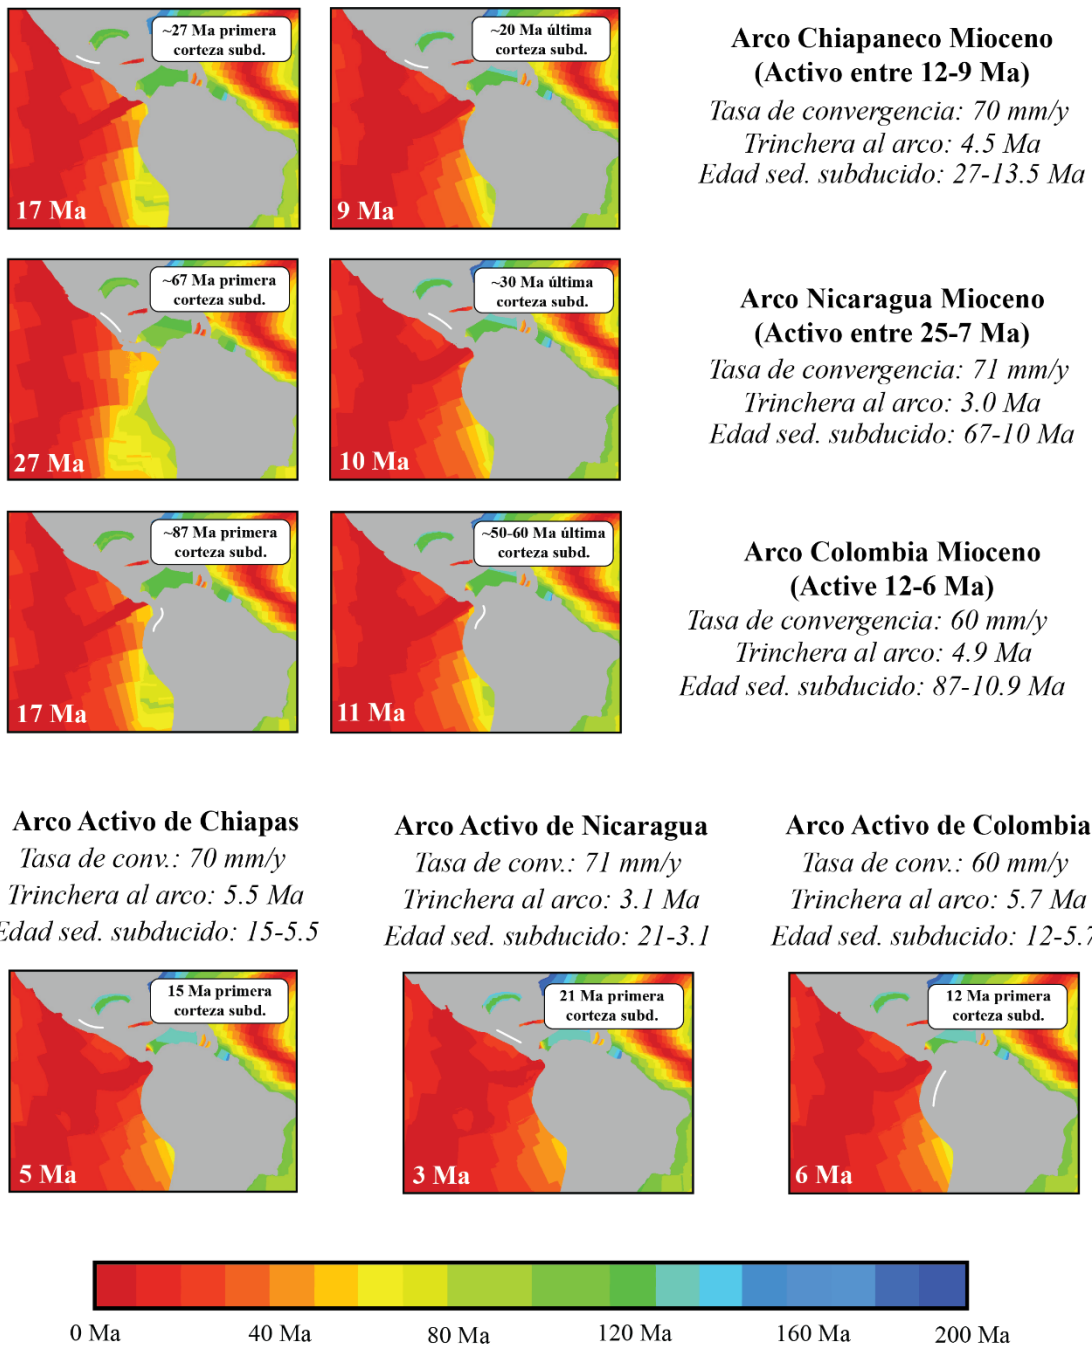 ~27 Ma primera
corteza subd.
17 Ma
~20 Ma última
corteza subd.
9 Ma
Arco Chiapaneco Mioceno
(Activo entre 12-9 Ma)
Tasa de convergencia: 70 mm/y
Trinchera al arco: 4.5 Ma
Edad sed. subducido: 27-13.5 Ma
~67 Ma primera
corteza subd.
27 Ma
~30 Ma última
corteza subd.
10 Ma
Arco Nicaragua Mioceno
(Activo entre 25-7 Ma)
Tasa de convergencia: 71 mm/y
Trinchera al arco: 3.0 Ma
Edad sed. subducido: 67-10 Ma
~87 Ma primera
corteza subd.
17 Ma
~50-60 Ma última
corteza subd.
11 Ma
Arco Colombia Mioceno
(Active 12-6 Ma)
Tasa de convergencia: 60 mm/y
Trinchera al arco: 4.9 Ma
Edad sed. subducido: 87-10.9 Ma
Arco Activo de Chiapas
Tasa de conv.: 70 mm/y
Trinchera al arco: 5.5 Ma
Edad sed. subducido: 15-5.5
15 Ma primera
corteza subd.
5 Ma
Arco Activo de Nicaragua
Tasa de conv.: 71 mm/y
Trinchera al arco: 3.1 Ma
Edad sed. subducido: 21-3.1
21 Ma primera
corteza subd.
3 Ma
Arco Activo de Colombia
Tasa de conv.: 60 mm/y
Trinchera al arco: 5.7 Ma
Edad sed. subducido: 12-5.7
12 Ma primera
corteza subd.
6 Ma
0 Ma 40 Ma 80 Ma 120 Ma 160 Ma 200 Ma